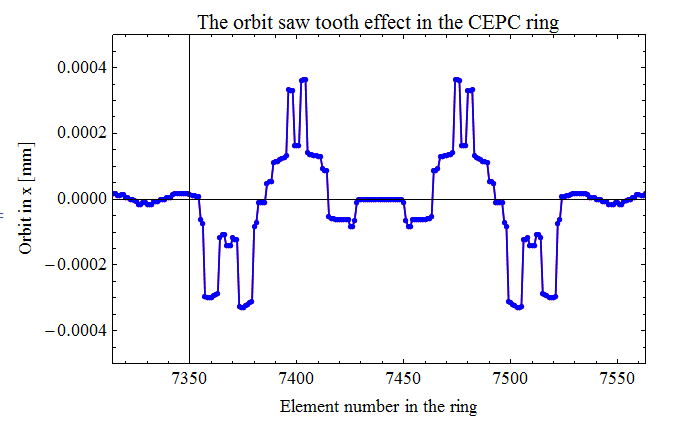 The orbit saw tooth effect in the CEPC ring
0.0004
0.0002
0.0000
−0.0002
−0.0004
Orbit in x [mm]
7350 7400 7450 7500 7550
Element number in the ring